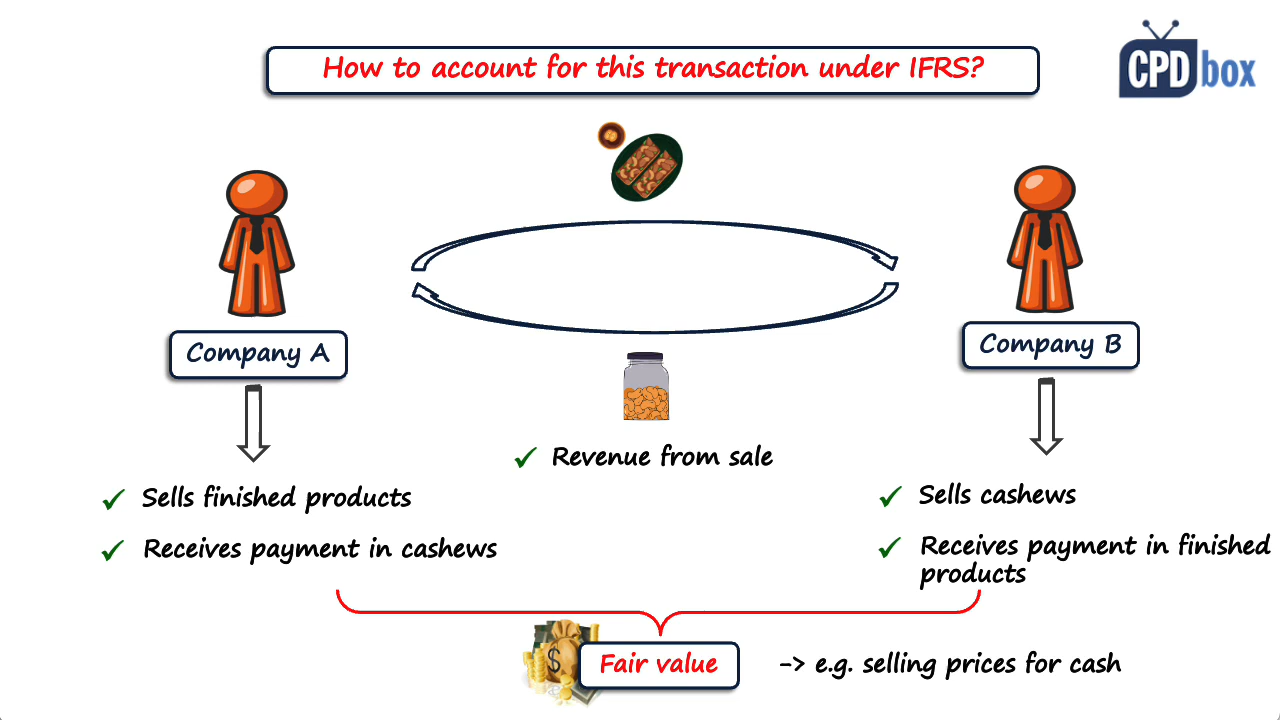 How to account for this transaction under IFRS?
CPD box
Company A
Company B
Revenue from sale
Sells finished products
Receives payment in cashews
Sells cashews
Receives payment in finished
products
$
Fair value
-> e.g. selling prices for cash